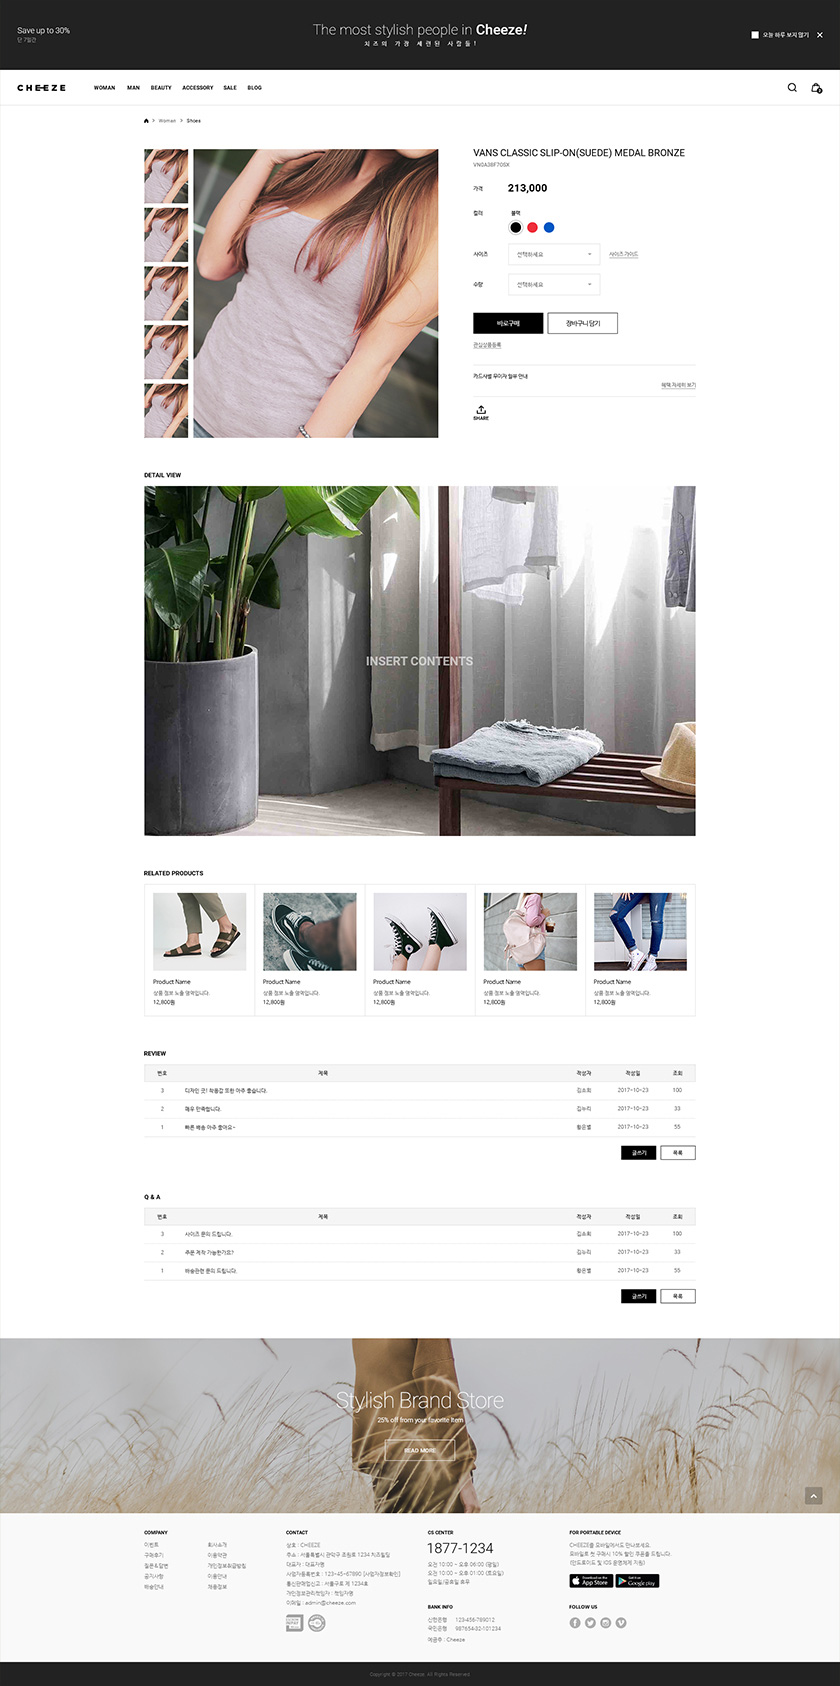 Save up to 30%
단 7일간
The most stylish people in Cheeze!
치즈의 가장 세련된 사람들!
오늘 하루 보지 않기
CHEEZE
WOMAN MAN BEAUTY ACCESSORY SALE BLOG
> Woman > Shoes
VANS CLASSIC SLIP-ON(SUEDE) MEDAL BRONZE
VN0A38F7OSX
가격 213,000
컬러 블랙
사이즈 선택하세요 사이즈 가이드
수량 선택하세요
바로구매 장바구니 담기
관심상품등록
카드사별 무이자 할부 안내
혜택 자세히 보기
SHARE
DETAIL VIEW
INSERT CONTENTS
RELATED PRODUCTS
Product Name Product Name Product Name Product Name Product Name
상품 정보 노출 영역입니다. 상품 정보 노출 영역입니다. 상품 정보 노출 영역입니다. 상품 정보 노출 영역입니다. 상품 정보 노출 영역입니다.
12,800원 12,800원 12,800원 12,800원 12,800원
REVIEW
번호 제목 작성자 작성일 조회
3 디자인 굿! 착용감 또한 아주 좋습니다. 김소희 2017-10-23 100
2 매우 만족합니다. 김누리 2017-10-23 33
1 빠른 배송 아주 좋아요~ 황은별 2017-10-23 55
글쓰기 목록
Q & A
번호 제목 작성자 작성일 조회
3 사이즈 문의 드립니다. 김소희 2017-10-23 100
2 주문 제작 가능한가요? 김누리 2017-10-23 33
1 배송관련 문의 드립니다. 황은별 2017-10-23 55
글쓰기 목록
Stylish Brand Store
25% off from your favorite item
READ MORE
COMPANY
이벤트 회사소개
구매후기 이용약관
질문&답변 개인정보취급방침
공지사항 이용안내
배송안내 제휴정보
CONTACT
상호 : CHEEZE
주소 : 서울특별시 관악구 조원로 1234 치즈빌딩
대표자 : 대표자명
사업자등록번호 : 123-45-67890 [사업자정보확인]
통신판매업신고 : 서울구로 제 1234호
개인정보관리책임자 : 책임자명
이메일 : admin@cheeze.com
CS CENTER
1877-1234
오전 10:00 ~ 오후 06:00 (평일)
오전 10:00 ~ 오후 01:00 (토요일)
일요일/공휴일 휴무
BANK INFO
신한은행 123-456-789012
국민은행 987654-32-101234
예금주 : Cheeze
FOR PORTABLE DEVICE
CHEEZE를 모바일에서도 만나보세요.
모바일로 첫 구매시 10% 할인 쿠폰을 드립니다.
(안드로이드 및 iOS 운영체제 지원)
Download on the App Store
Get it on Google play
FOLLOW US
Copyright © 2017 Cheeze. All Rights Reserved.